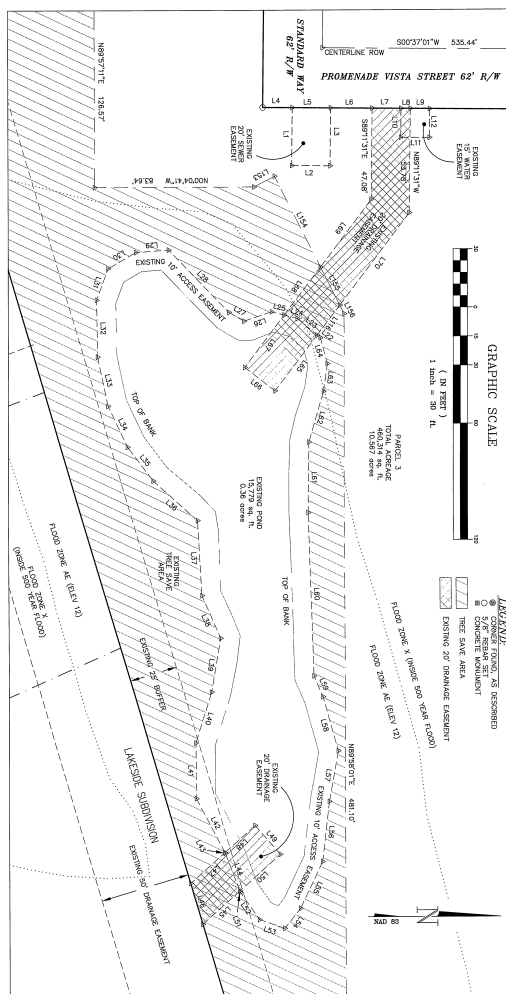 STANDARD WAY
62' R/W
S00°37'01"W 535.44'
CENTERLINE ROW
PROMENADE VISTA STREET 62' R/W
N89°57'11"E 126.57'
L4
L5
L6
L7
L8
L9
L1
L3
L2
L10
L11
L12
EXISTING
20' SEWER
EASEMENT
EXISTING
15' WATER
EASEMENT
S89°11'31"E 47.08'
N89°11'31"W 53.78'
EXISTING
20' DRAINAGE
EASEMENT
N00°04'41"W 83.64'
L153
L154
L69
L70
L155
L156
L29
L30
L28
L31
L32
L27
L26
L25
L23
L22
L64
L63
L65
L66
L67
L62
L61
EXISTING 10' ACCESS EASEMENT
L33
L34
L35
L36
L37
L38
L39
L40
L41
L42
L43
TOP OF BANK
TOP OF BANK
GRAPHIC SCALE
30
0
15
30
60
120
( IN FEET )
1 inch = 30 ft.
PARCEL 3
TOTAL ACREAGE
460,314 sq. ft.
10.567 acres
EXISTING POND
15,779 sq. ft.
0.36 acres
EXISTING
TREE SAVE
AREA
EXISTING 25' BUFFER
FLOOD ZONE AE (ELEV 12)
FLOOD ZONE X
(INSIDE 500
YEAR FLOOD)
L60
L59
L58
L57
L56
L55
L54
L53
L52
L51
L50
L49
L44
EXISTING 10' ACCESS EASEMENT
N89°58'01"E 481.10'
EXISTING
20' DRAINAGE
EASEMENT
LAKESIDE SUBDIVISION
EXISTING 50' DRAINAGE EASEMENT
FLOOD ZONE X (INSIDE 500 YEAR FLOOD)
FLOOD ZONE AE (ELEV 12)
LEGEND:
CORNER FOUND, AS DESCRIBED
5/8" REBAR SET
CONCRETE MONUMENT
TREE SAVE AREA
EXISTING 20' DRAINAGE EASEMENT
N
NAD 83